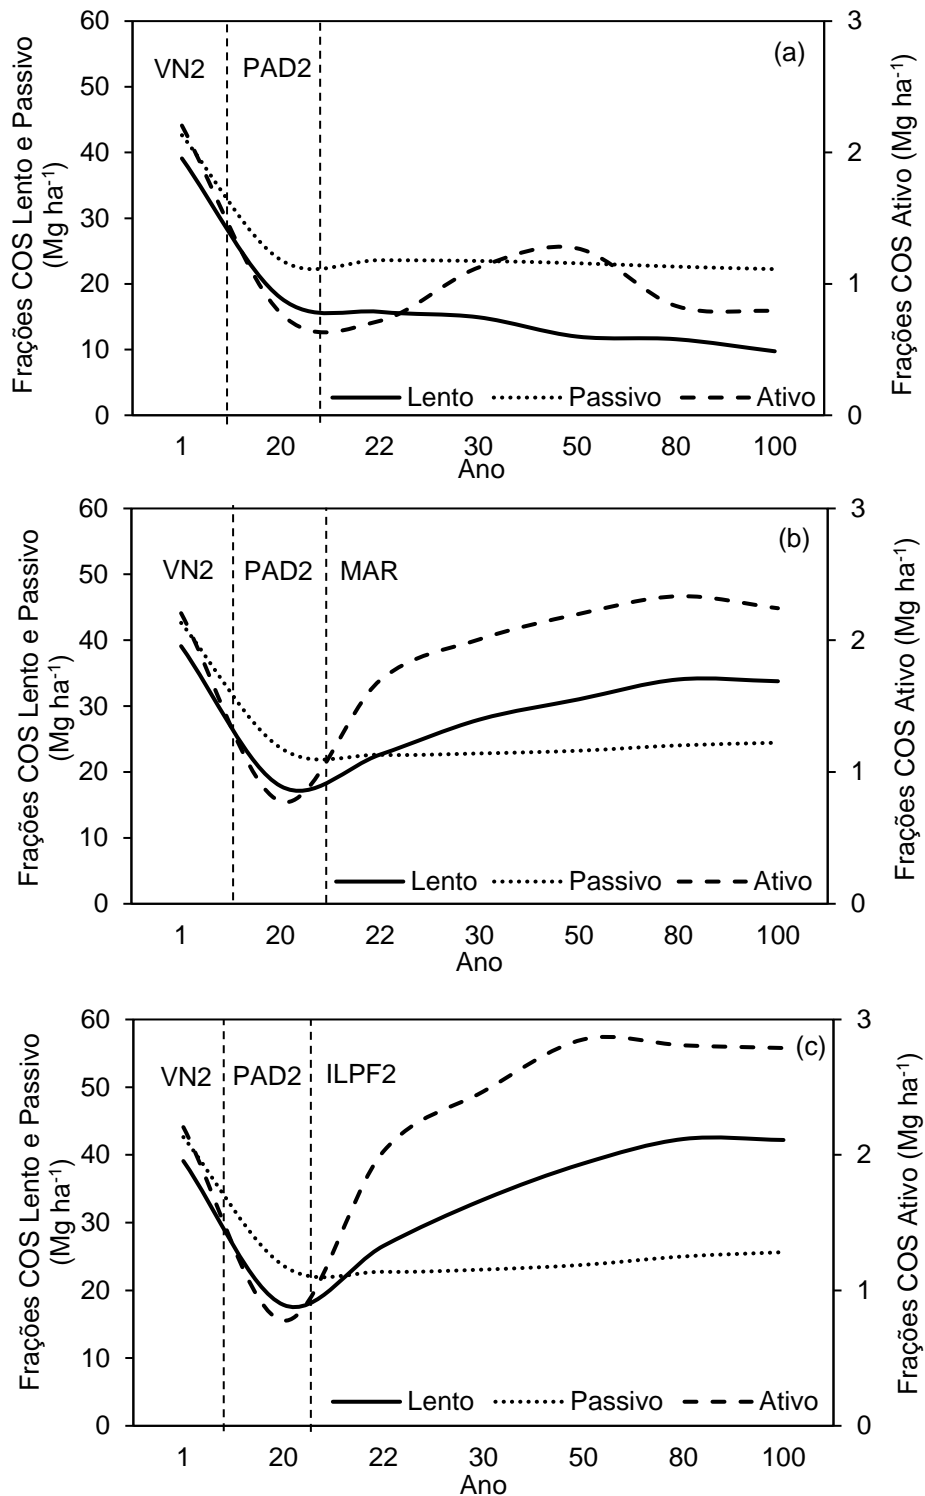 (a)
VN2 PAD2
60
50
40
30
20
10
0
3
2
1
0
Frações COS Lento e Passivo
(Mg ha-1)
Frações COS Ativo (Mg ha-1)
Lento Passivo Ativo
1 20 22 30 50 80 100
Ano
(b)
VN2 PAD2 MAR
60
50
40
30
20
10
0
3
2
1
0
Frações COS Lento e Passivo
(Mg ha-1)
Frações COS Ativo (Mg ha-1)
Lento Passivo Ativo
1 20 22 30 50 80 100
Ano
(c)
VN2 PAD2 ILPF2
60
50
40
30
20
10
0
3
2
1
0
Frações COS Lento e Passivo
(Mg ha-1)
Frações COS Ativo (Mg ha-1)
Lento Passivo Ativo
1 20 22 30 50 80 100
Ano